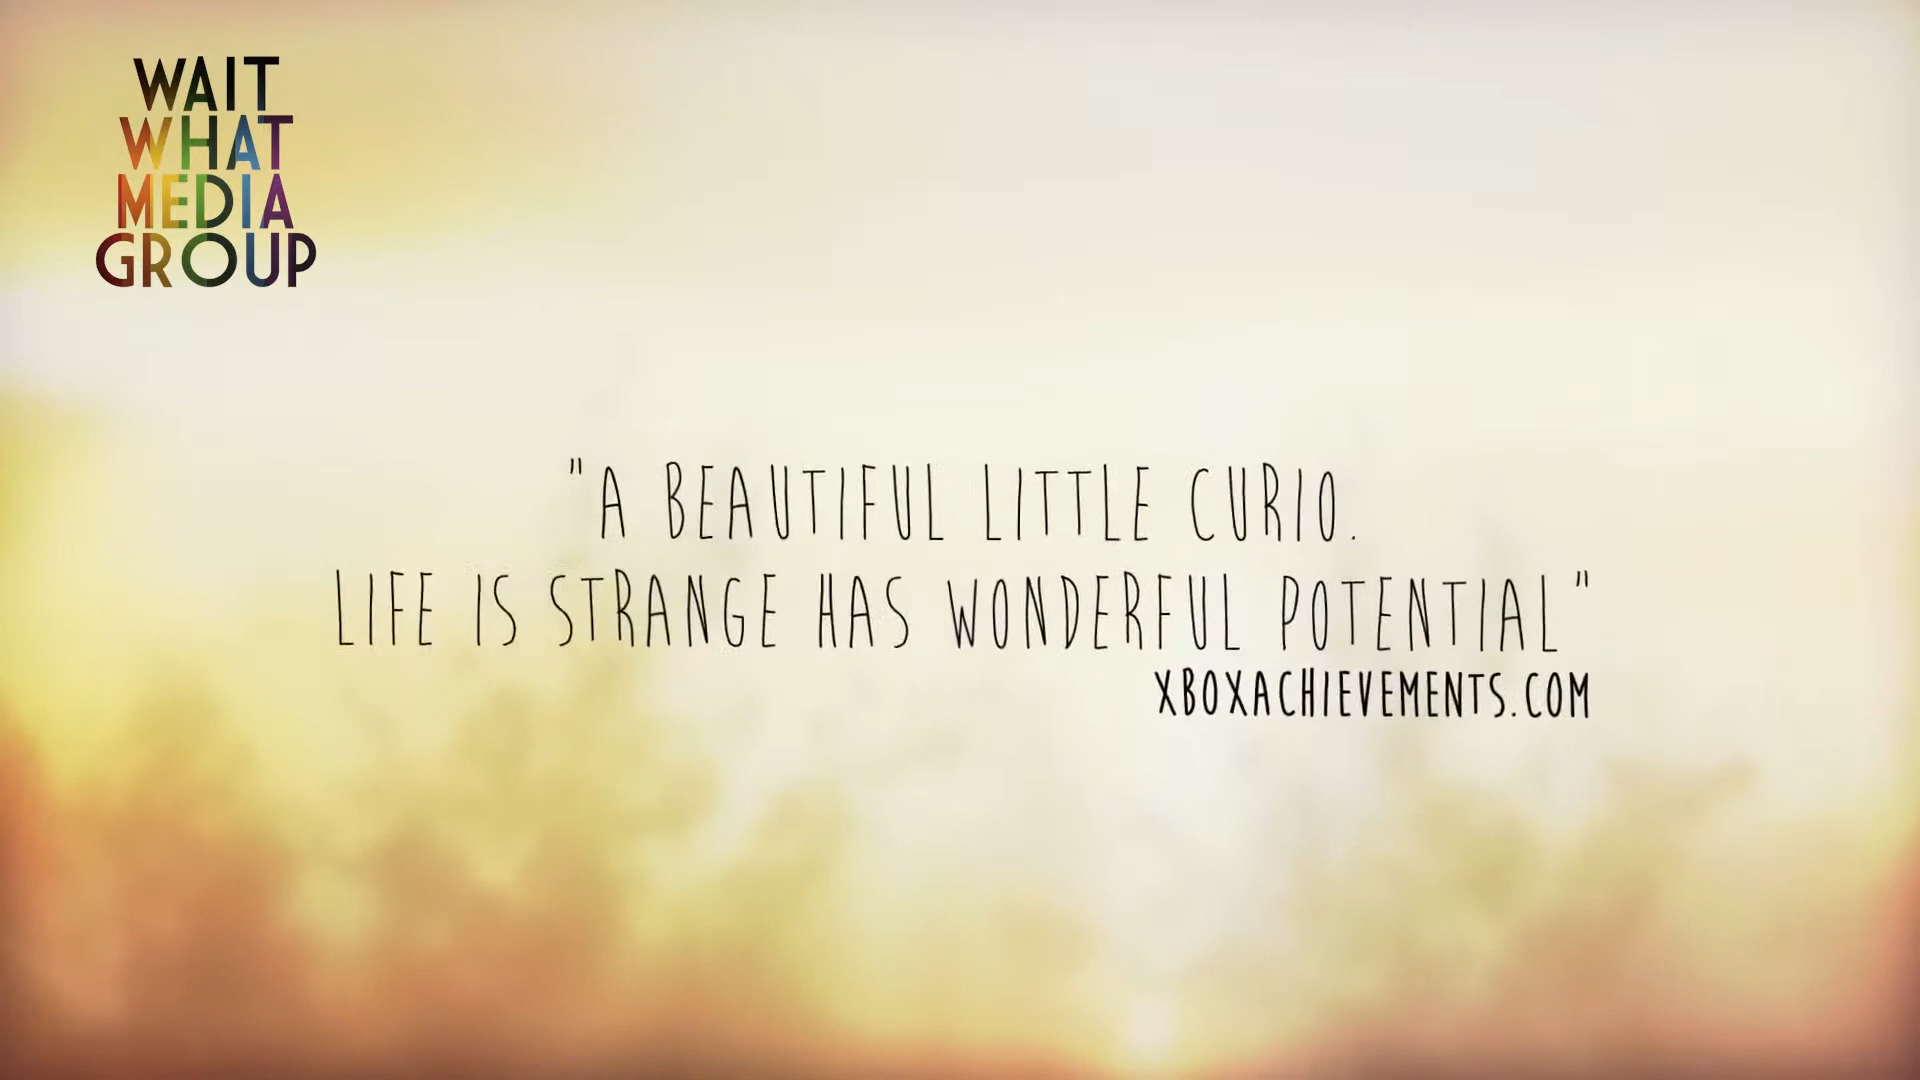 WAIT
WHAT
MEDIA
GROUP
"A BEAUTIFUL LITTLE CURIO.
LIFE IS STRANGE HAS WONDERFUL POTENTIAL"
XBOXACHIEVEMENTS.COM